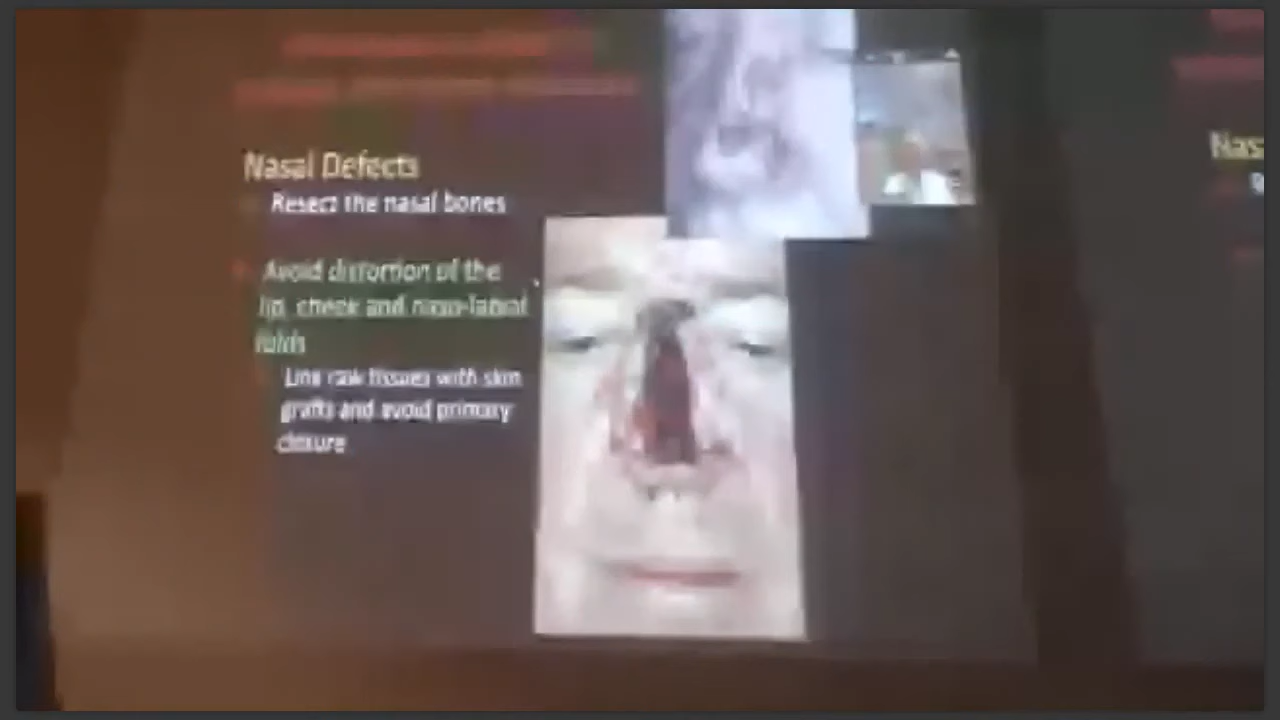 Nasal Defects
Resect the nasal bones
Avoid distortion of the
lip, cheek and naso-labial
folds
Line raw tissues with skin
grafts and avoid primary
closure
Nas